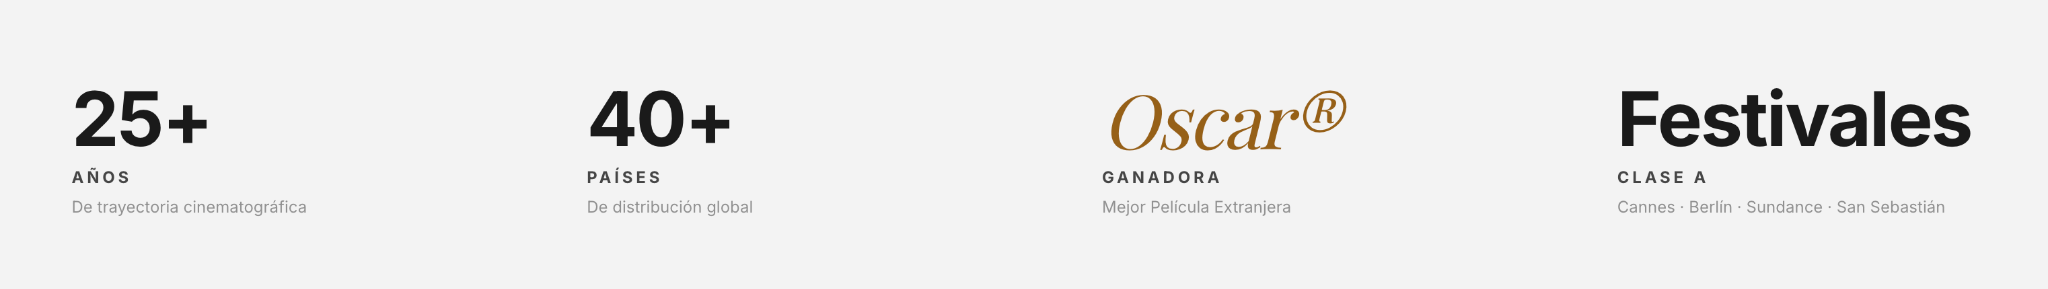 25+
AÑOS
De trayectoria cinematográfica
40+
PAÍSES
De distribución global
Oscar®
GANADORA
Mejor Película Extranjera
Festivales
CLASE A
Cannes · Berlín · Sundance · San Sebastián